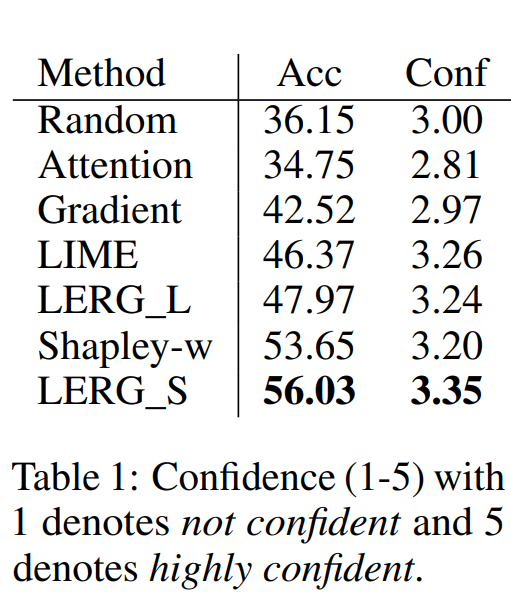 Method Acc Conf
Random 36.15 3.00
Attention 34.75 2.81
Gradient 42.52 2.97
LIME 46.37 3.26
LERG_L 47.97 3.24
Shapley-w 53.65 3.20
LERG_S 56.03 3.35
Table 1: Confidence (1-5) with
1 denotes not confident and 5
denotes highly confident.